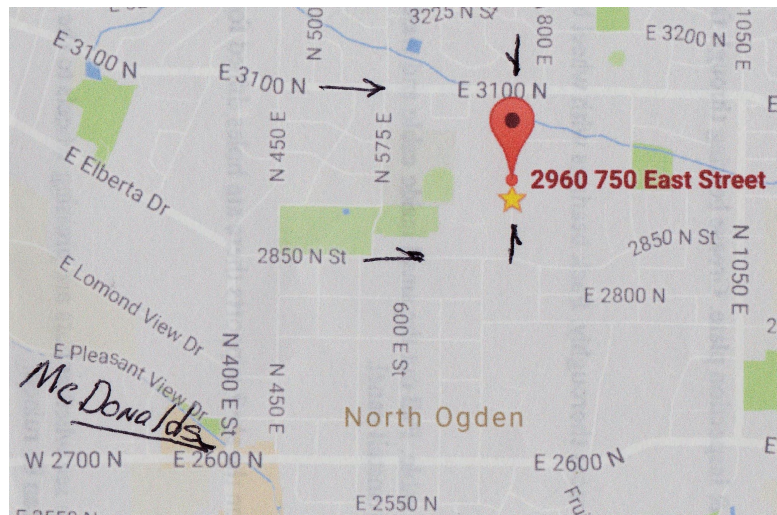 3225 N St
N 500
800 E
E 3200 N
1050 E
E 3100 N
E 3100 N
E 3100 N
N 450 E
N 575 E
E Elberta Dr
2960 750 East Street
2850 N St
2850 N St
N 1050 E
E Lomond View Dr
E 2800 N
600 E St
N 400 E St
N 450 E
E Pleasant View Dr
McDonalds
North Ogden
W 2700 N
E 2600 N
E 2600 N
E 2550 N
Frui